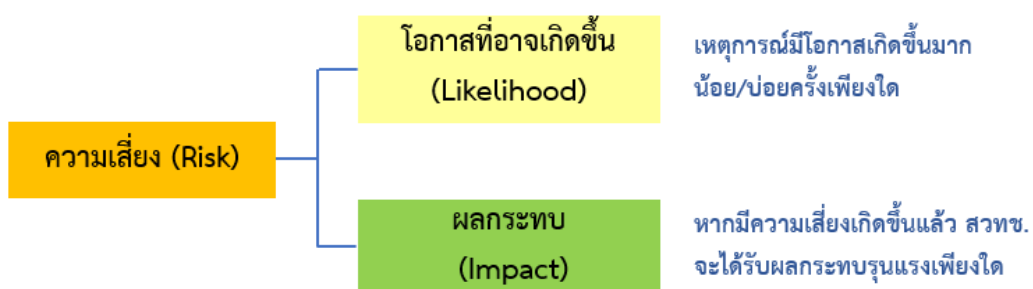 โอกาสที่อาจเกิดขึ้น
(Likelihood)
เหตุการณ์มีโอกาสเกิดขึ้นมาก
น้อย/บ่อยครั้งเพียงใด
ความเสี่ยง (Risk)
ผลกระทบ
(Impact)
หากมีความเสี่ยงเกิดขึ้นแล้ว สวทช.
จะได้รับผลกระทบรุนแรงเพียงใด